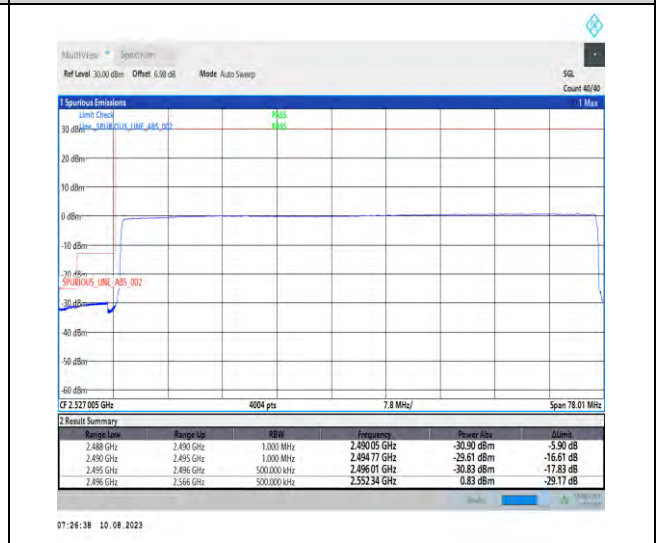 MultiView Spectrum
Ref Level 30.00 dBm Offset 6.98 dB Mode Auto Sweep SGL
Count 40/40
1 Spurious Emissions 1 Max
Limit Check PASS
30 dBm Line _SPURIOUS_LINE_ABS_002 PASS
20 dBm
10 dBm
0 dBm
-10 dBm
-20 dBm
_SPURIOUS_LINE_ABS_002
-30 dBm
-40 dBm
-50 dBm
-60 dBm
CF 2.527 005 GHz 4004 pts 7.8 MHz/ Span 78.01 MHz
2 Result Summary
Range Low Range Up RBW Frequency Power Abs ΔLimit
2.488 GHz 2.490 GHz 1.000 MHz 2.490 05 GHz -30.90 dBm -5.90 dB
2.490 GHz 2.495 GHz 1.000 MHz 2.494 77 GHz -29.61 dBm -16.61 dB
2.495 GHz 2.496 GHz 500.000 kHz 2.496 01 GHz -30.83 dBm -17.83 dB
2.496 GHz 2.566 GHz 500.000 kHz 2.552 34 GHz 0.83 dBm -29.17 dB
07:26:38 10.08.2023